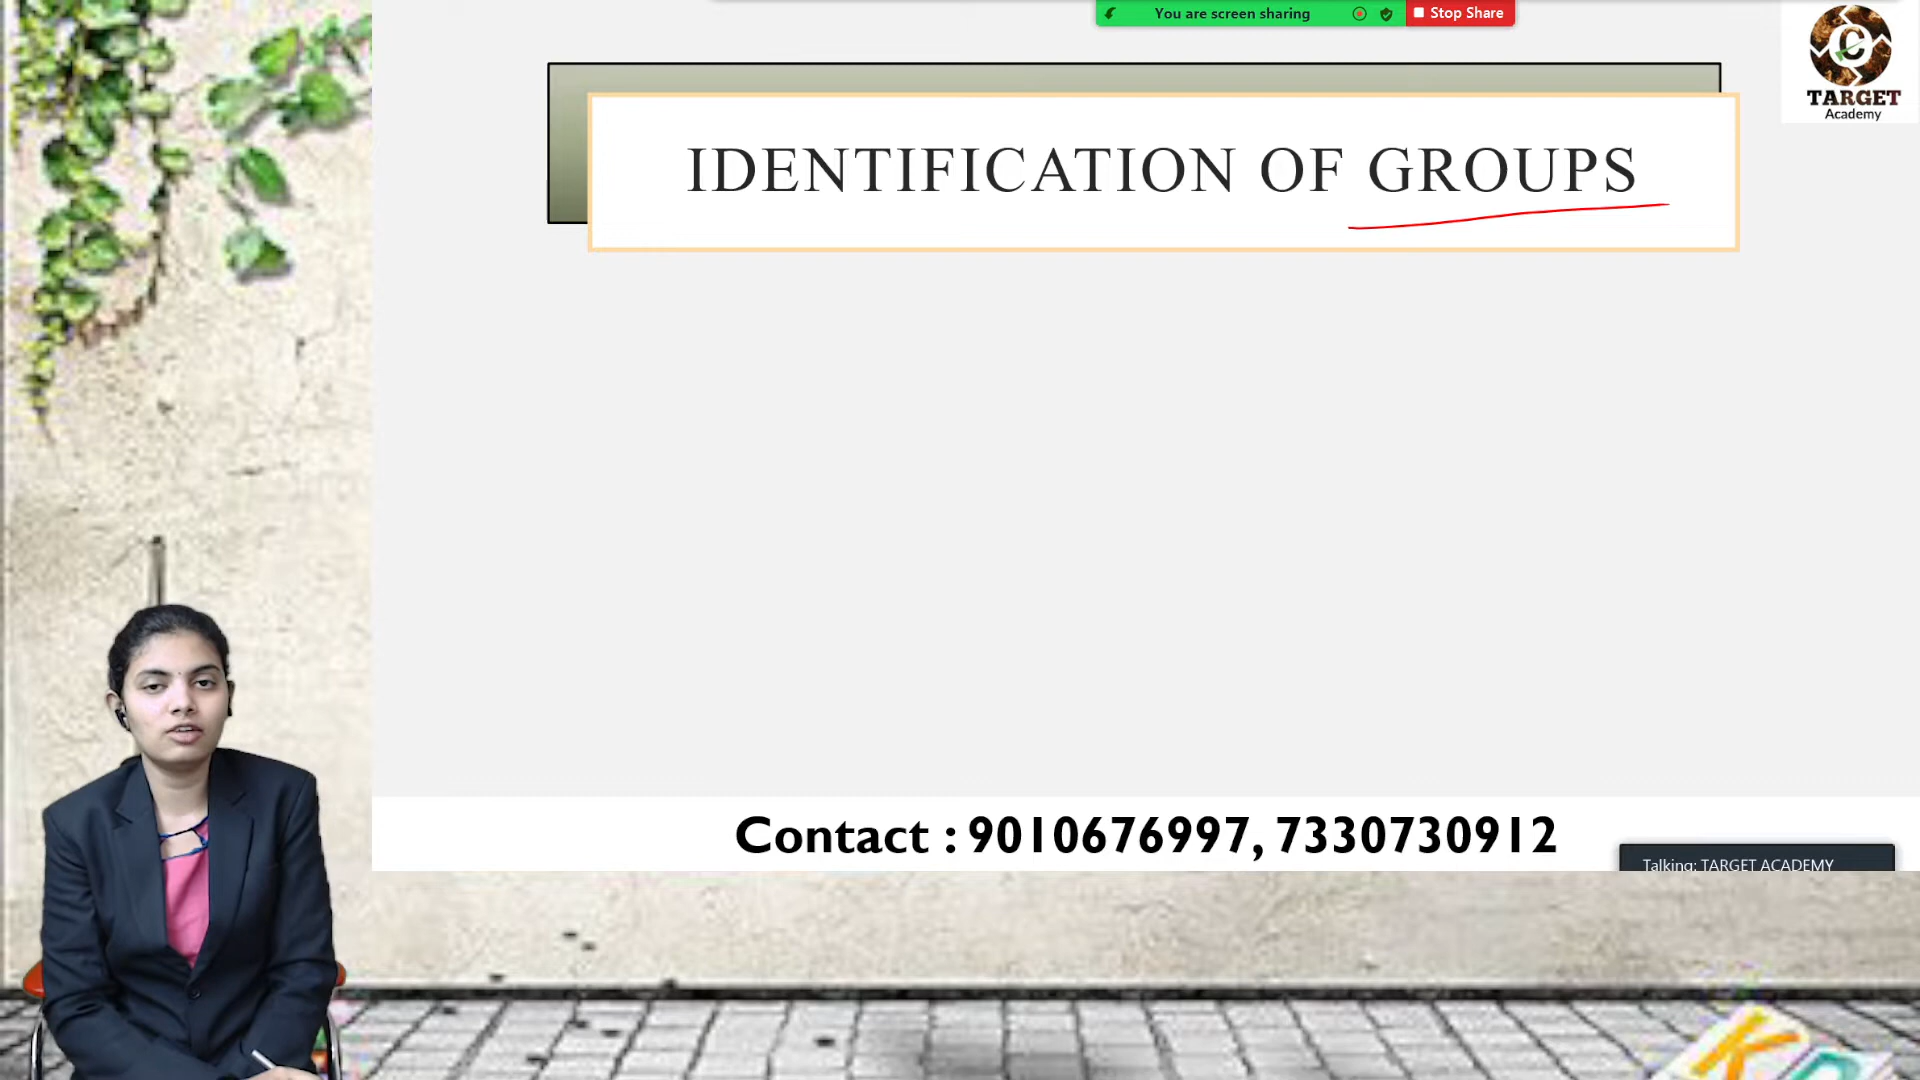 You are screen sharing
Stop Share
TARGET
Academy
IDENTIFICATION OF GROUPS
Contact : 9010676997, 7330730912
Talking: TARGET ACADEMY